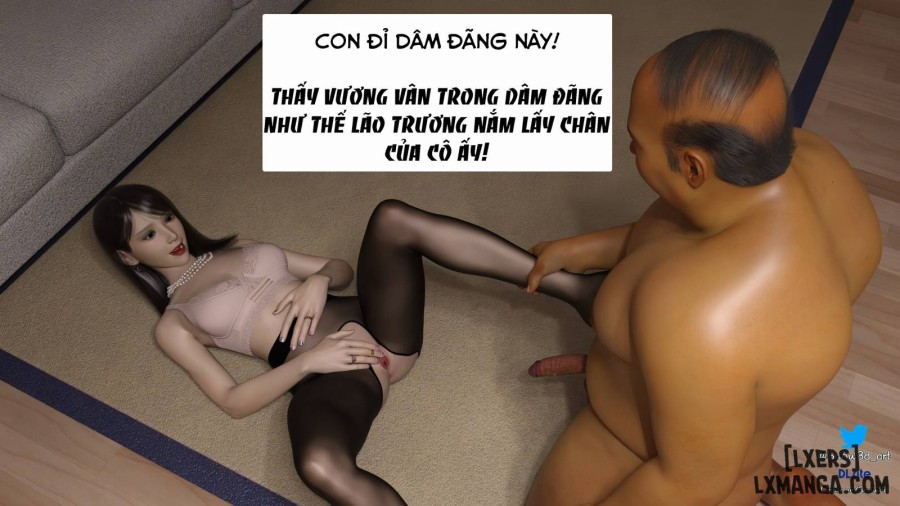 CON ĐĨ DÂM ĐÃNG NÀY!
THẤY VƯƠNG VÂN TRONG DÂM ĐÃNG
NHƯ THẾ LÃO TRƯƠNG NẮM LẤY CHÂN
CỦA CÔ ẤY!
[LXERS]
LXMANGA.COM